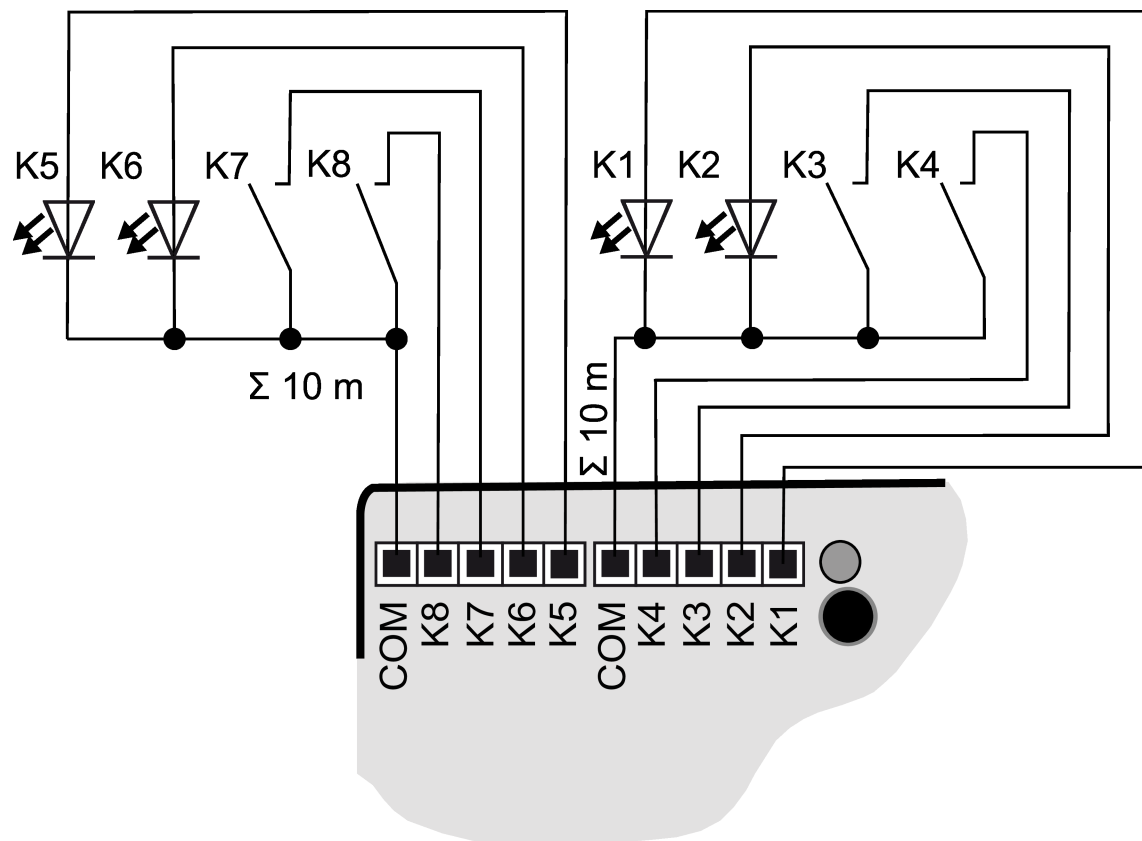 K5 K6 K7 K8 K1 K2 K3 K4
Σ 10 m
Σ 10 m
COM K8 K7 K6 K5 COM K4 K3 K2 K1